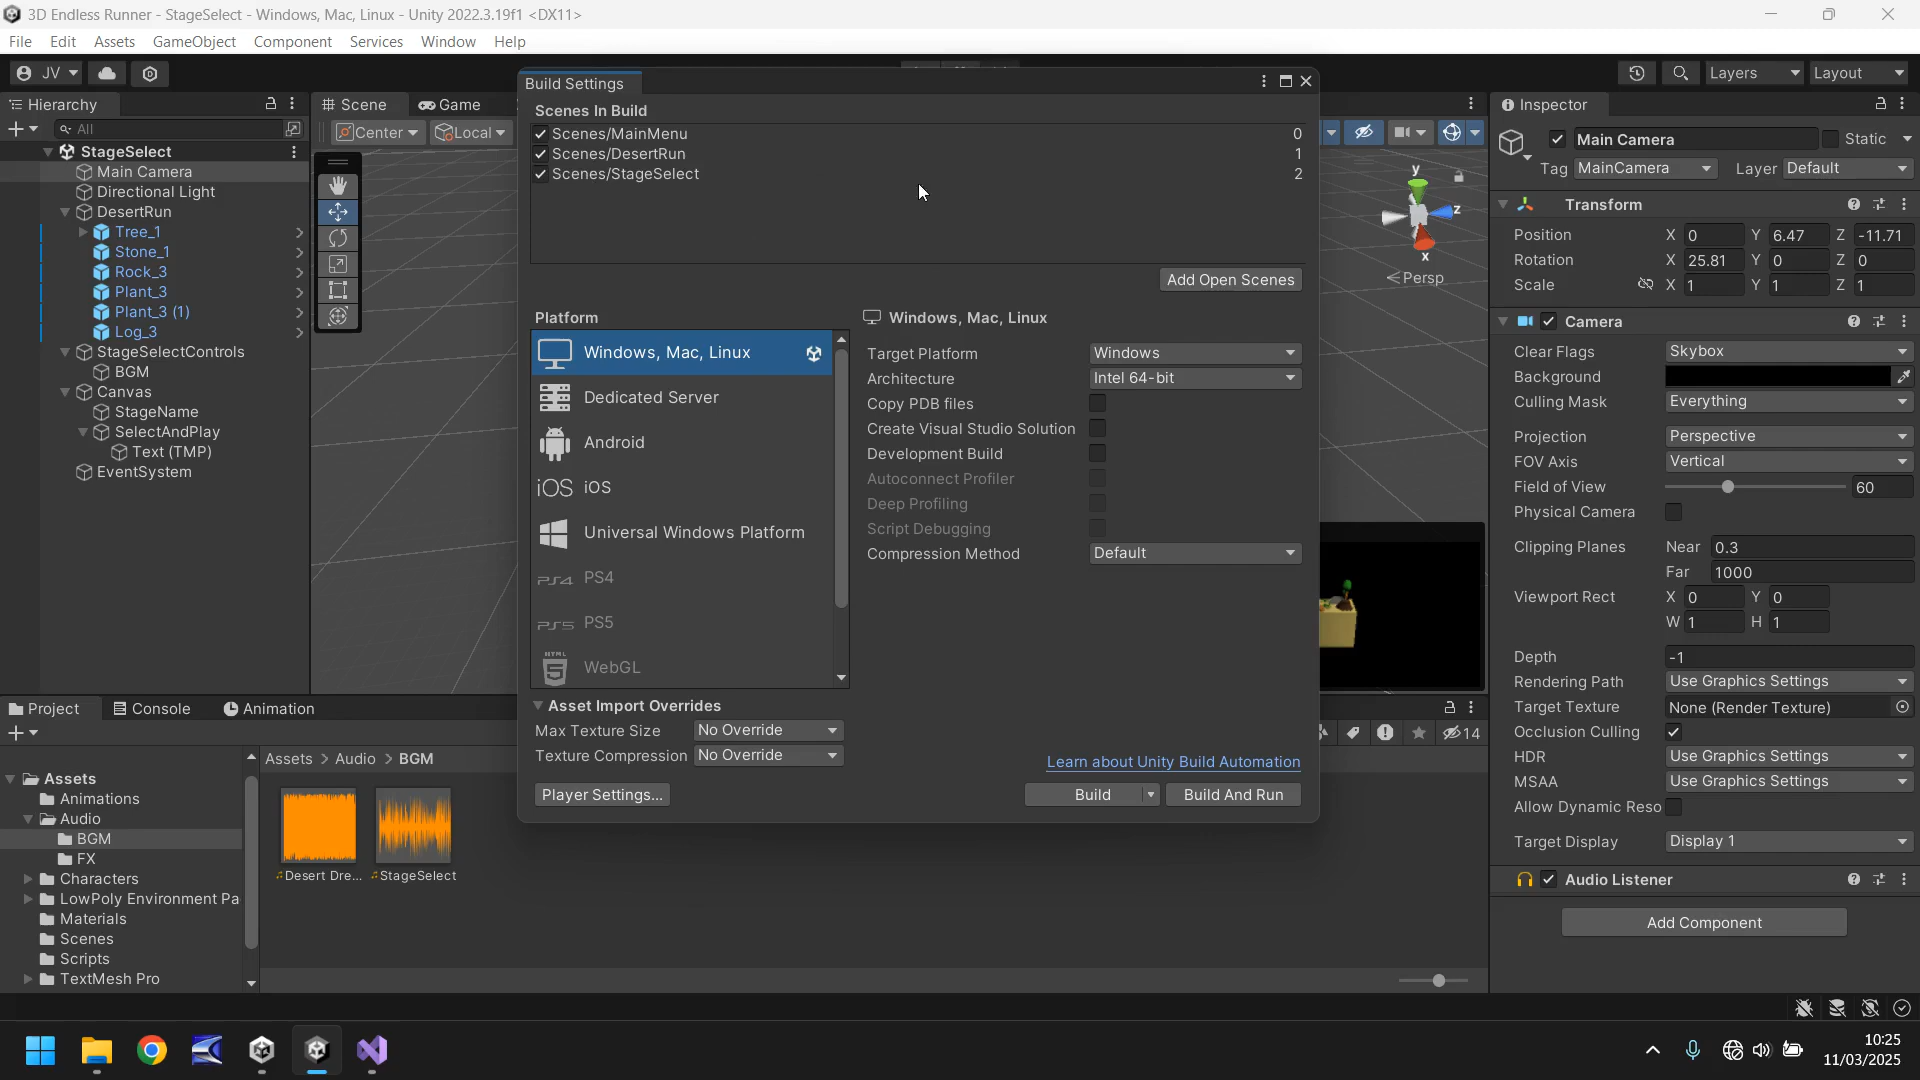 3D Endless Runner - StageSelect - Windows, Mac, Linux - Unity 2022.3.19f1 <DX11>
File Edit Assets GameObject Component Services Window Help
JV
Layers Layout
Hierarchy
All
StageSelect
Main Camera
Directional Light
DesertRun
Tree_1
Stone_1
Rock_3
Plant_3
Plant_3 (1)
Log_3
StageSelectControls
BGM
Canvas
StageName
SelectAndPlay
Text (TMP)
EventSystem
Scene Game
Center Local
y
z
x
Persp
Build Settings
Scenes In Build
Scenes/MainMenu 0
Scenes/DesertRun 1
Scenes/StageSelect 2
Add Open Scenes
Platform
Windows, Mac, Linux
Dedicated Server
Android
iOS iOS
Universal Windows Platform
PS4 PS4
PS5 PS5
HTML 5 WebGL
Windows, Mac, Linux
Target Platform Windows
Architecture Intel 64-bit
Copy PDB files
Create Visual Studio Solution
Development Build
Autoconnect Profiler
Deep Profiling
Script Debugging
Compression Method Default
Asset Import Overrides
Max Texture Size No Override
Texture Compression No Override
Learn about Unity Build Automation
Player Settings...
Build Build And Run
Inspector
Main Camera Static
Tag MainCamera Layer Default
Transform
Position X 0 Y 6.47 Z -11.71
Rotation X 25.81 Y 0 Z 0
Scale X 1 Y 1 Z 1
Camera
Clear Flags Skybox
Background
Culling Mask Everything
Projection Perspective
FOV Axis Vertical
Field of View 60
Physical Camera
Clipping Planes Near 0.3
Far 1000
Viewport Rect X 0 Y 0
W 1 H 1
Depth -1
Rendering Path Use Graphics Settings
Target Texture None (Render Texture)
Occlusion Culling
HDR Use Graphics Settings
MSAA Use Graphics Settings
Allow Dynamic Reso
Target Display Display 1
Audio Listener
Add Component
Project Console Animation
14
Assets
Animations
Audio
BGM
FX
Characters
LowPoly Environment Pa
Materials
Scenes
Scripts
TextMesh Pro
Assets > Audio > BGM
Desert Dre... StageSelect
10:25
11/03/2025